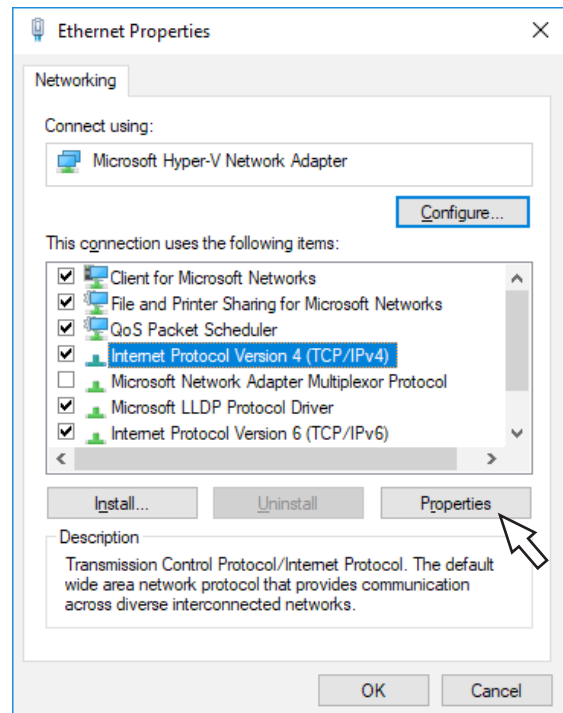 Ethernet Properties
Networking
Connect using:
Microsoft Hyper-V Network Adapter
Configure...
This connection uses the following items:
Client for Microsoft Networks
File and Printer Sharing for Microsoft Networks
QoS Packet Scheduler
Internet Protocol Version 4 (TCP/IPv4)
Microsoft Network Adapter Multiplexor Protocol
Microsoft LLDP Protocol Driver
Internet Protocol Version 6 (TCP/IPv6)
Install... Uninstall Properties
Description
Transmission Control Protocol/Internet Protocol. The default
wide area network protocol that provides communication
across diverse interconnected networks.
OK Cancel